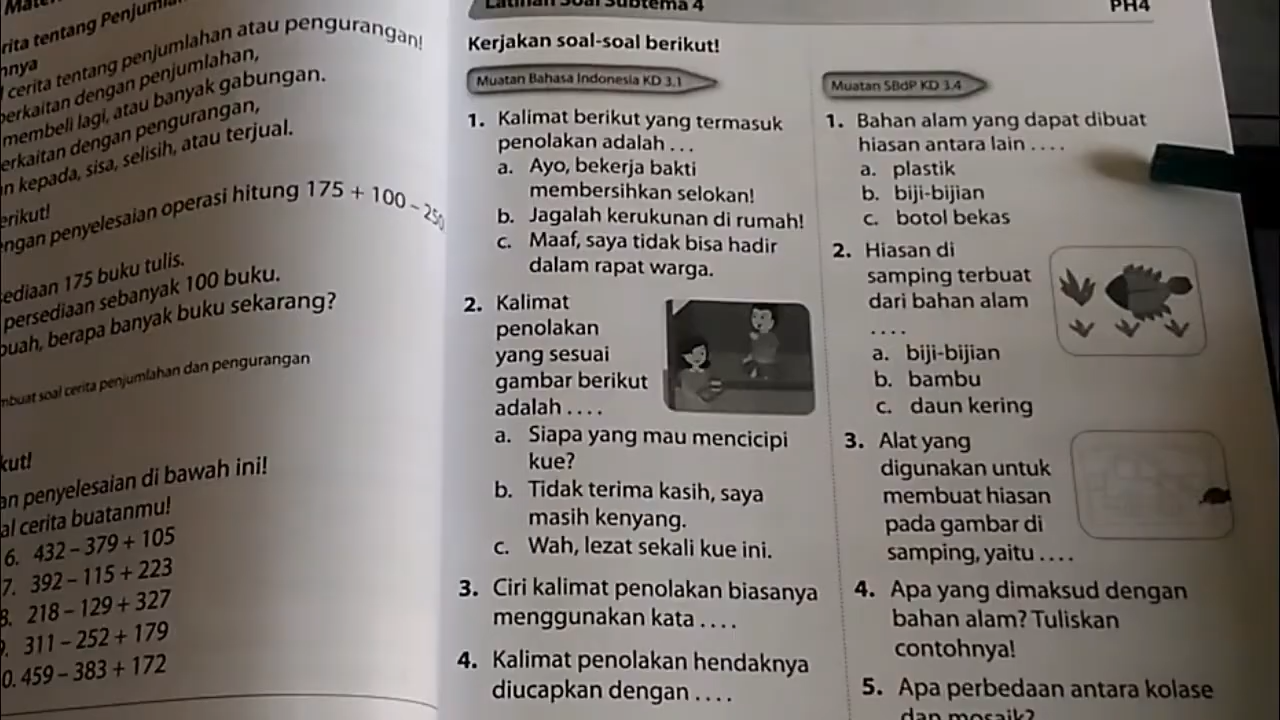 rita tentang
cerita tentang penjumlahan atau pengurangan!
berkaitan dengan penjumlahan,
membeli lagi, atau banyak gabungan.
erkaitan dengan pengurangan,
n kepada, sisa, selisih, atau terjual.
erikut!
ngan penyelesaian operasi hitung 175 + 100 – 250
ediaan 175 buku tulis.
persediaan sebanyak 100 buku.
buah, berapa banyak buku sekarang?
mbuat soal cerita penjumlahan dan pengurangan
kut!
an penyelesaian di bawah ini!
al cerita buatanmu!
6. 432 – 379 + 105
7. 392 – 115 + 223
8. 218 – 129 + 327
311 – 252 + 179
0. 459 – 383 + 172
Latihan Soal Subtema 4
PH4
Kerjakan soal-soal berikut!
Muatan Bahasa Indonesia KD 3.1
1. Kalimat berikut yang termasuk
penolakan adalah . . .
a. Ayo, bekerja bakti
membersihkan selokan!
b. Jagalah kerukunan di rumah!
c. Maaf, saya tidak bisa hadir
dalam rapat warga.
2. Kalimat
penolakan
yang sesuai
gambar berikut
adalah . . . .
a. Siapa yang mau mencicipi
kue?
b. Tidak terima kasih, saya
masih kenyang.
c. Wah, lezat sekali kue ini.
3. Ciri kalimat penolakan biasanya
menggunakan kata . . . .
4. Kalimat penolakan hendaknya
diucapkan dengan . . . .
Muatan SBdP KD 3.4
1. Bahan alam yang dapat dibuat
hiasan antara lain . . . .
a. plastik
b. biji-bijian
c. botol bekas
2. Hiasan di
samping terbuat
dari bahan alam
. . . .
a. biji-bijian
b. bambu
c. daun kering
3. Alat yang
digunakan untuk
membuat hiasan
pada gambar di
samping, yaitu . . . .
4. Apa yang dimaksud dengan
bahan alam? Tuliskan
contohnya!
5. Apa perbedaan antara kolase
dan mosaik?